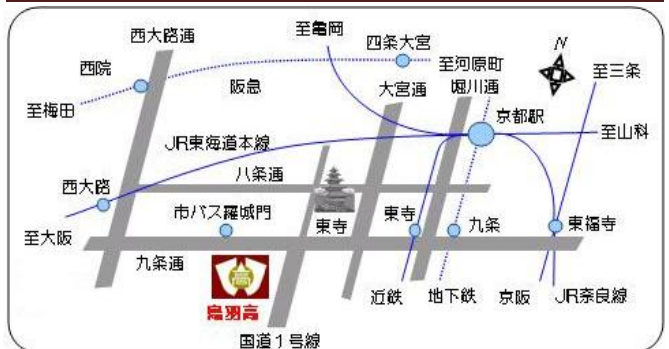 至亀岡
西大路通
四条大宮
N
西院
至河原町
至三条
阪急
大宮通
堀川通
至梅田
京都駅
JR東海道本線
至山科
八条通
西大路
市バス羅城門
東寺
東寺
九条
東福寺
至大阪
九条通
鳥羽高
近鉄
地下鉄
京阪
JR奈良線
国道1号線